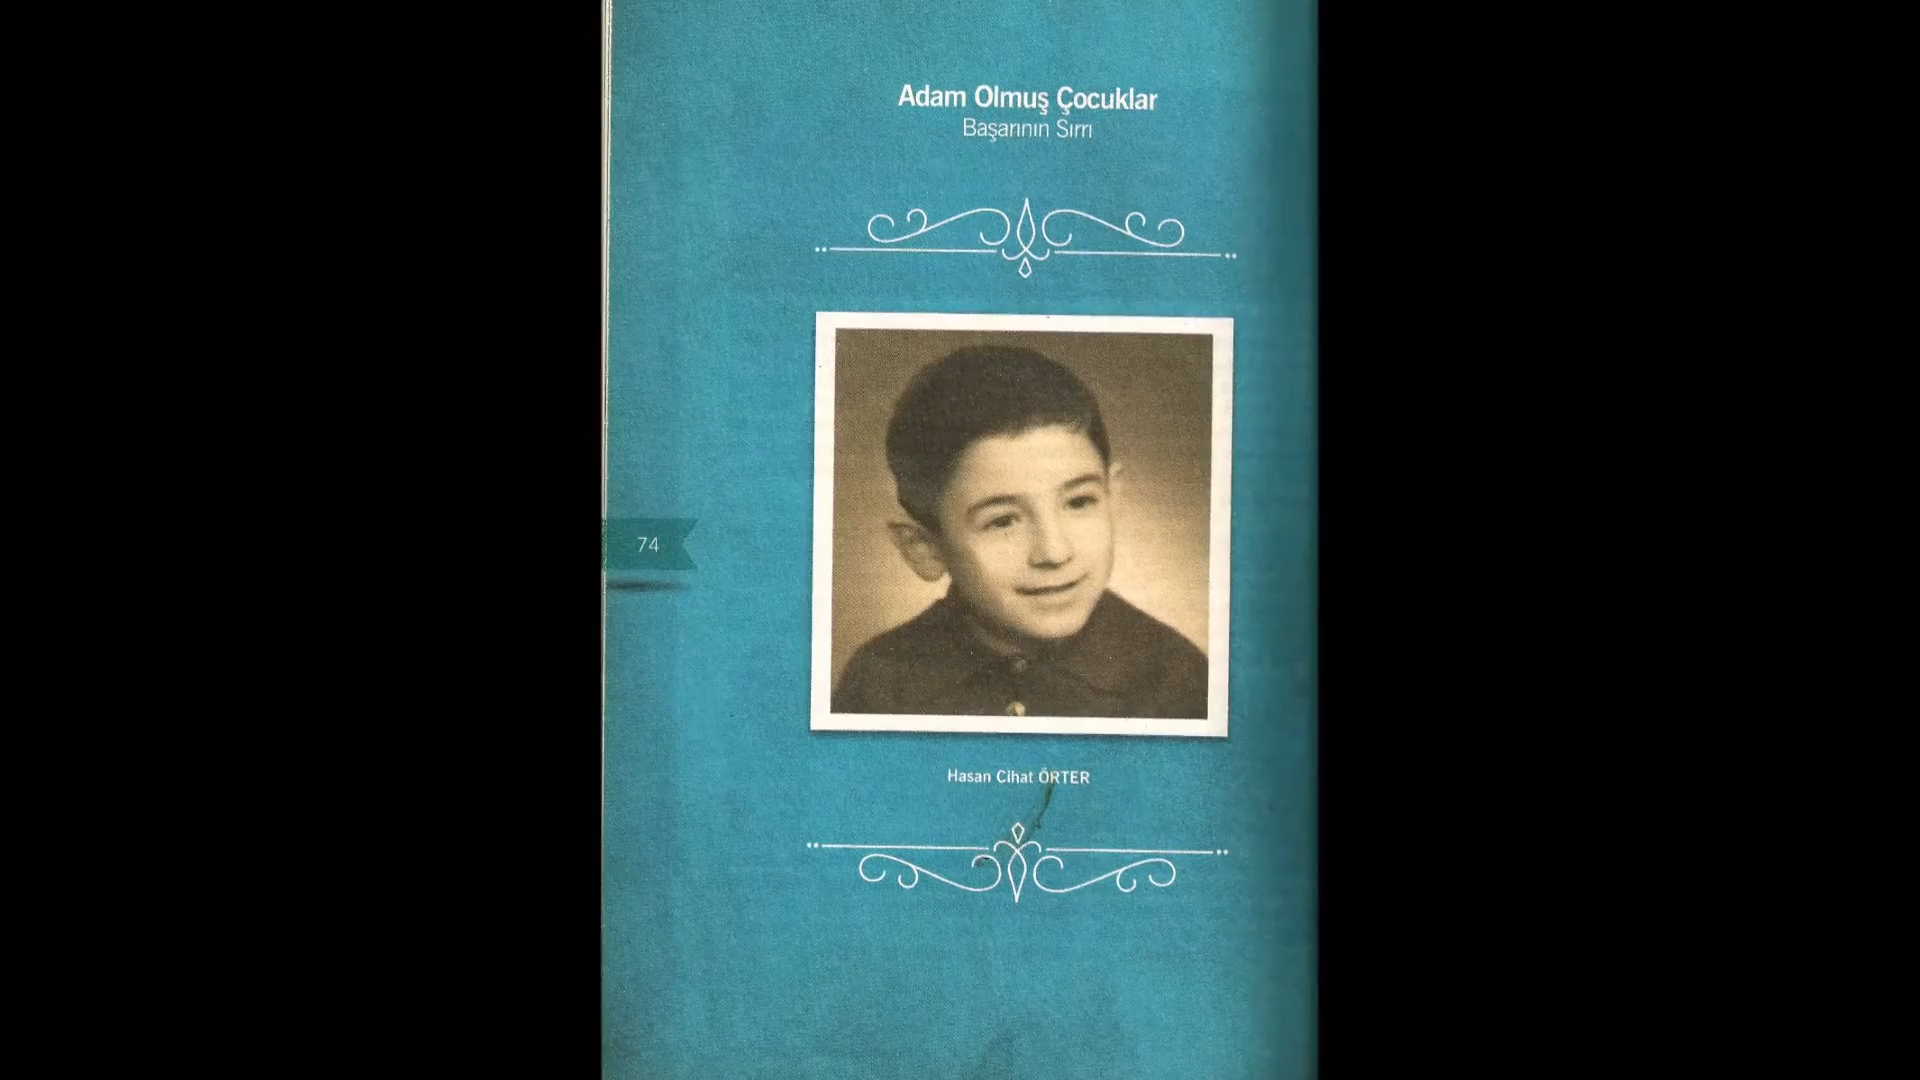 Adam Olmuş Çocuklar
Başarının Sırrı
74
Hasan Cihat ÖRTER